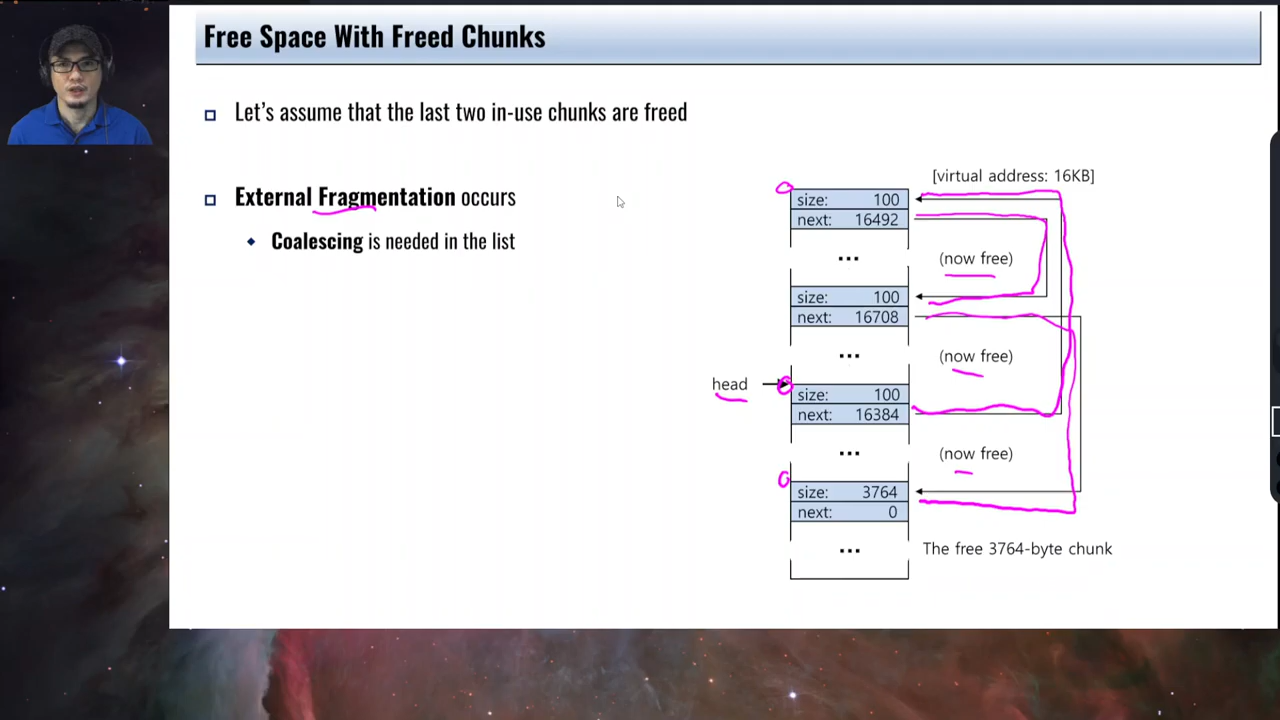 Free Space With Freed Chunks
Let's assume that the last two in-use chunks are freed
External Fragmentation occurs
Coalescing is needed in the list
[virtual address: 16KB]
size: 100
next: 16492
...
(now free)
size: 100
next: 16708
...
(now free)
head
size: 100
next: 16384
...
(now free)
size: 3764
next: 0
...
The free 3764-byte chunk